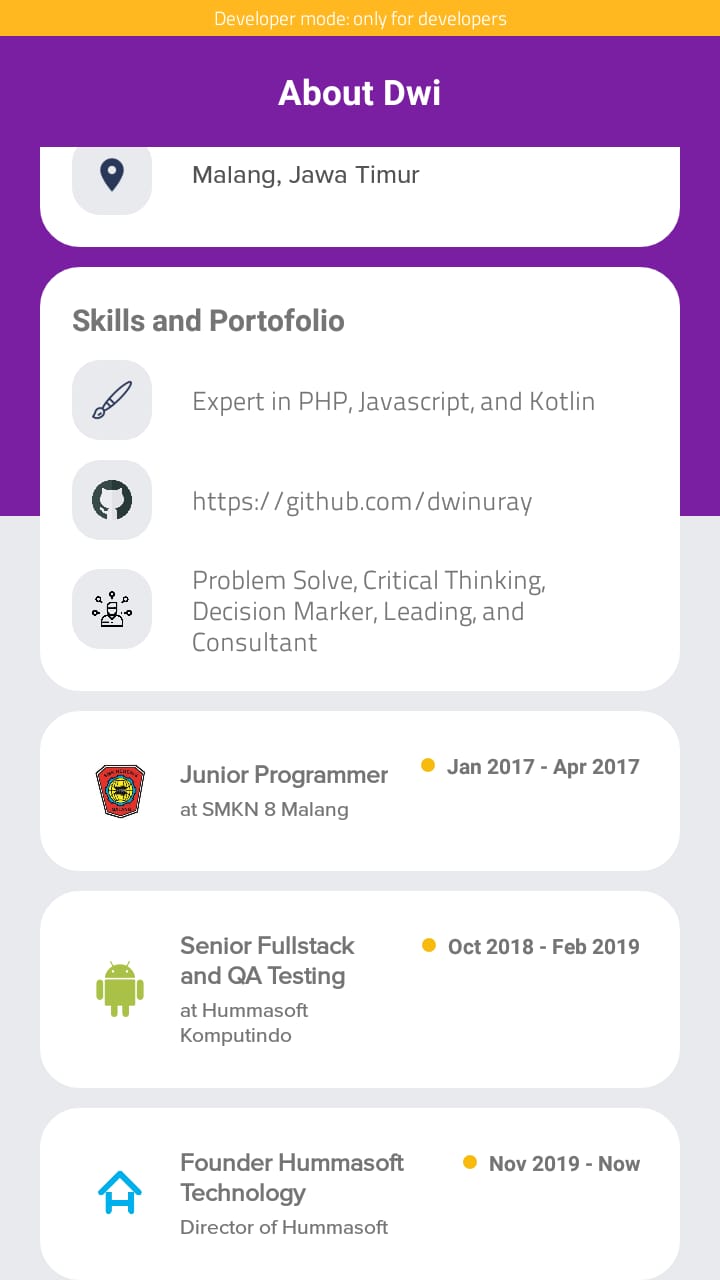 Developer mode: only for developers
About Dwi
Malang, Jawa Timur
Skills and Portofolio
Expert in PHP, Javascript, and Kotlin
https://github.com/dwinuray
Problem Solve, Critical Thinking,
Decision Marker, Leading, and
Consultant
Junior Programmer
Jan 2017 - Apr 2017
at SMKN 8 Malang
Senior Fullstack
and QA Testing
Oct 2018 - Feb 2019
at Hummasoft
Komputindo
Founder Hummasoft
Technology
Nov 2019 - Now
Director of Hummasoft